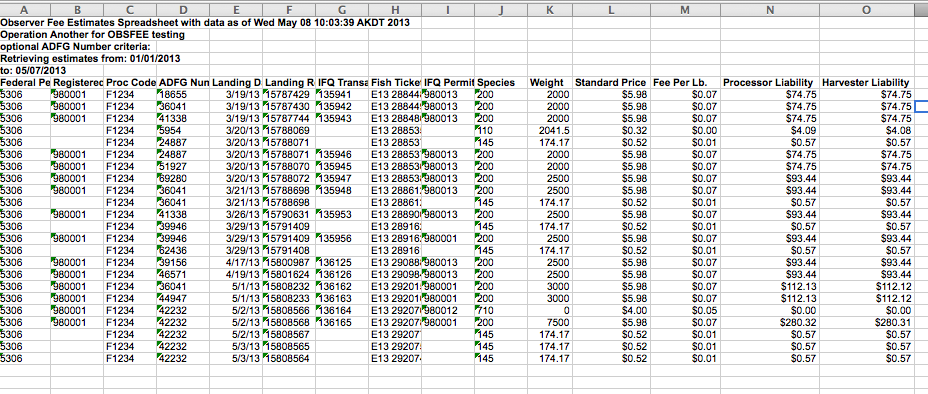 A B C D E F G H I J K L M N O
Observer Fee Estimates Spreadsheet with data as of Wed May 08 10:03:39 AKDT 2013
Operation Another for OBSFEE testing
optional ADFG Number criteria:
Retrieving estimates from: 01/01/2013
to: 05/07/2013
Federal Pe Registered Proc Code ADFG Num Landing D Landing R IFQ Transa Fish Ticke IFQ Permit Species Weight Standard Price Fee Per Lb. Processor Liability Harvester Liability
5306 980001 F1234 18655 3/19/13 15787429 135941 E13 28844 980013 200 2000 $5.98 $0.07 $74.75 $74.75
5306 980001 F1234 36041 3/19/13 15787430 135942 E13 28844 980013 200 2000 $5.98 $0.07 $74.75 $74.75
5306 980001 F1234 41338 3/19/13 15787744 135943 E13 28848 980013 200 2000 $5.98 $0.07 $74.75 $74.75
5306 F1234 5954 3/20/13 15788069 E13 28853 110 2041.5 $0.32 $0.00 $4.09 $4.08
5306 F1234 24887 3/20/13 15788071 E13 28853 145 174.17 $0.52 $0.01 $0.57 $0.57
5306 980001 F1234 24887 3/20/13 15788071 135946 E13 28853 980013 200 2000 $5.98 $0.07 $74.75 $74.75
5306 980001 F1234 51927 3/20/13 15788070 135945 E13 28853 980013 200 2000 $5.98 $0.07 $74.75 $74.75
5306 980001 F1234 69280 3/20/13 15788072 135947 E13 28853 980013 200 2500 $5.98 $0.07 $93.44 $93.44
5306 980001 F1234 36041 3/21/13 15788698 135948 E13 28861 980013 200 2500 $5.98 $0.07 $93.44 $93.44
5306 F1234 36041 3/21/13 15788698 E13 28861 145 174.17 $0.52 $0.01 $0.57 $0.57
5306 980001 F1234 41338 3/26/13 15790631 135953 E13 28890 980013 200 2500 $5.98 $0.07 $93.44 $93.44
5306 F1234 39946 3/29/13 15791409 E13 28916 145 174.17 $0.52 $0.01 $0.57 $0.57
5306 980001 F1234 39946 3/29/13 15791409 135956 E13 28916 980001 200 2500 $5.98 $0.07 $93.44 $93.44
5306 F1234 62436 3/29/13 15791408 E13 28916 145 174.17 $0.52 $0.01 $0.57 $0.57
5306 980001 F1234 39156 4/17/13 15800987 136125 E13 29088 980013 200 2500 $5.98 $0.07 $93.44 $93.44
5306 980001 F1234 46571 4/19/13 15801624 136126 E13 29098 980013 200 2500 $5.98 $0.07 $93.44 $93.44
5306 980001 F1234 36041 5/1/13 15808232 136162 E13 29201 980001 200 3000 $5.98 $0.07 $112.13 $112.12
5306 980001 F1234 44947 5/1/13 15808233 136163 E13 29201 980001 200 3000 $5.98 $0.07 $112.13 $112.12
5306 980001 F1234 42232 5/2/13 15808566 136164 E13 29207 980012 710 0 $4.00 $0.05 $0.00 $0.00
5306 980001 F1234 42232 5/2/13 15808568 136165 E13 29207 980001 200 7500 $5.98 $0.07 $280.32 $280.31
5306 F1234 42232 5/2/13 15808567 E13 29207 145 174.17 $0.52 $0.01 $0.57 $0.57
5306 F1234 42232 5/3/13 15808565 E13 29207 145 174.17 $0.52 $0.01 $0.57 $0.57
5306 F1234 42232 5/3/13 15808564 E13 29207 145 174.17 $0.52 $0.01 $0.57 $0.57